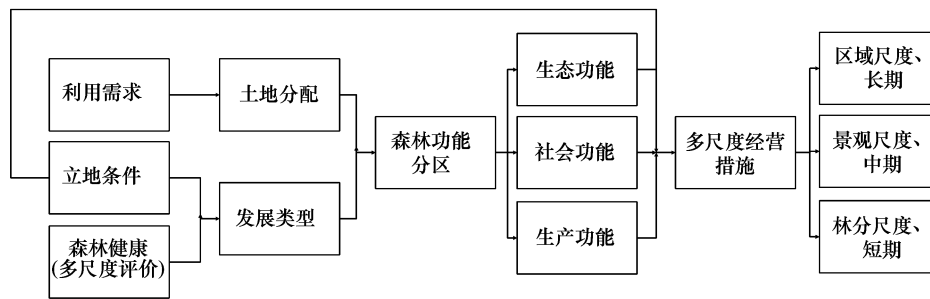 利用需求
立地条件
森林健康
(多尺度评价)
土地分配
发展类型
森林功能
分区
生态功能
社会功能
生产功能
多尺度经营
措施
区域尺度、
长期
景观尺度、
中期
林分尺度、
短期